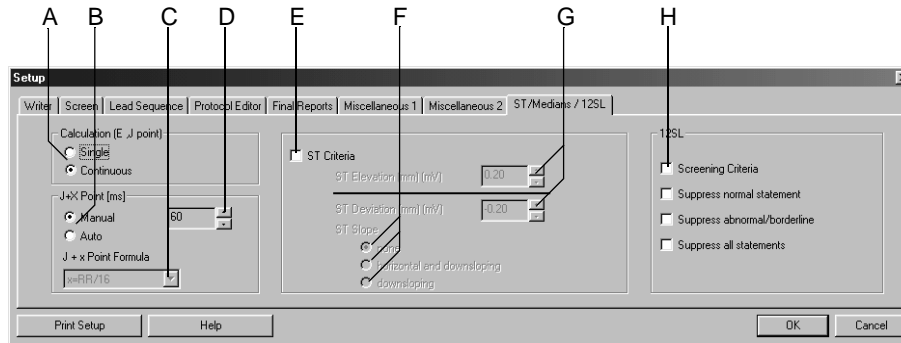 A B C D E F G H
Setup
Writer Screen Lead Sequence Protocol Editor Final Reports Miscellaneous 1 Miscellaneous 2 ST/Medians / 12SL
Calculation (E ,J point)
Single
Continuous
J+X Point [ms]
Manual 60
Auto
J + x Point Formula
x=RR/16
ST Criteria
ST Elevation (mm) (mV) 0.20
ST Deviation (mm) (mV) -0.20
ST Slope
none
horizontal and downsloping
downsloping
12SL
Screening Criteria
Suppress normal statement
Suppress abnormal/borderline
Suppress all statements
Print Setup Help OK Cancel